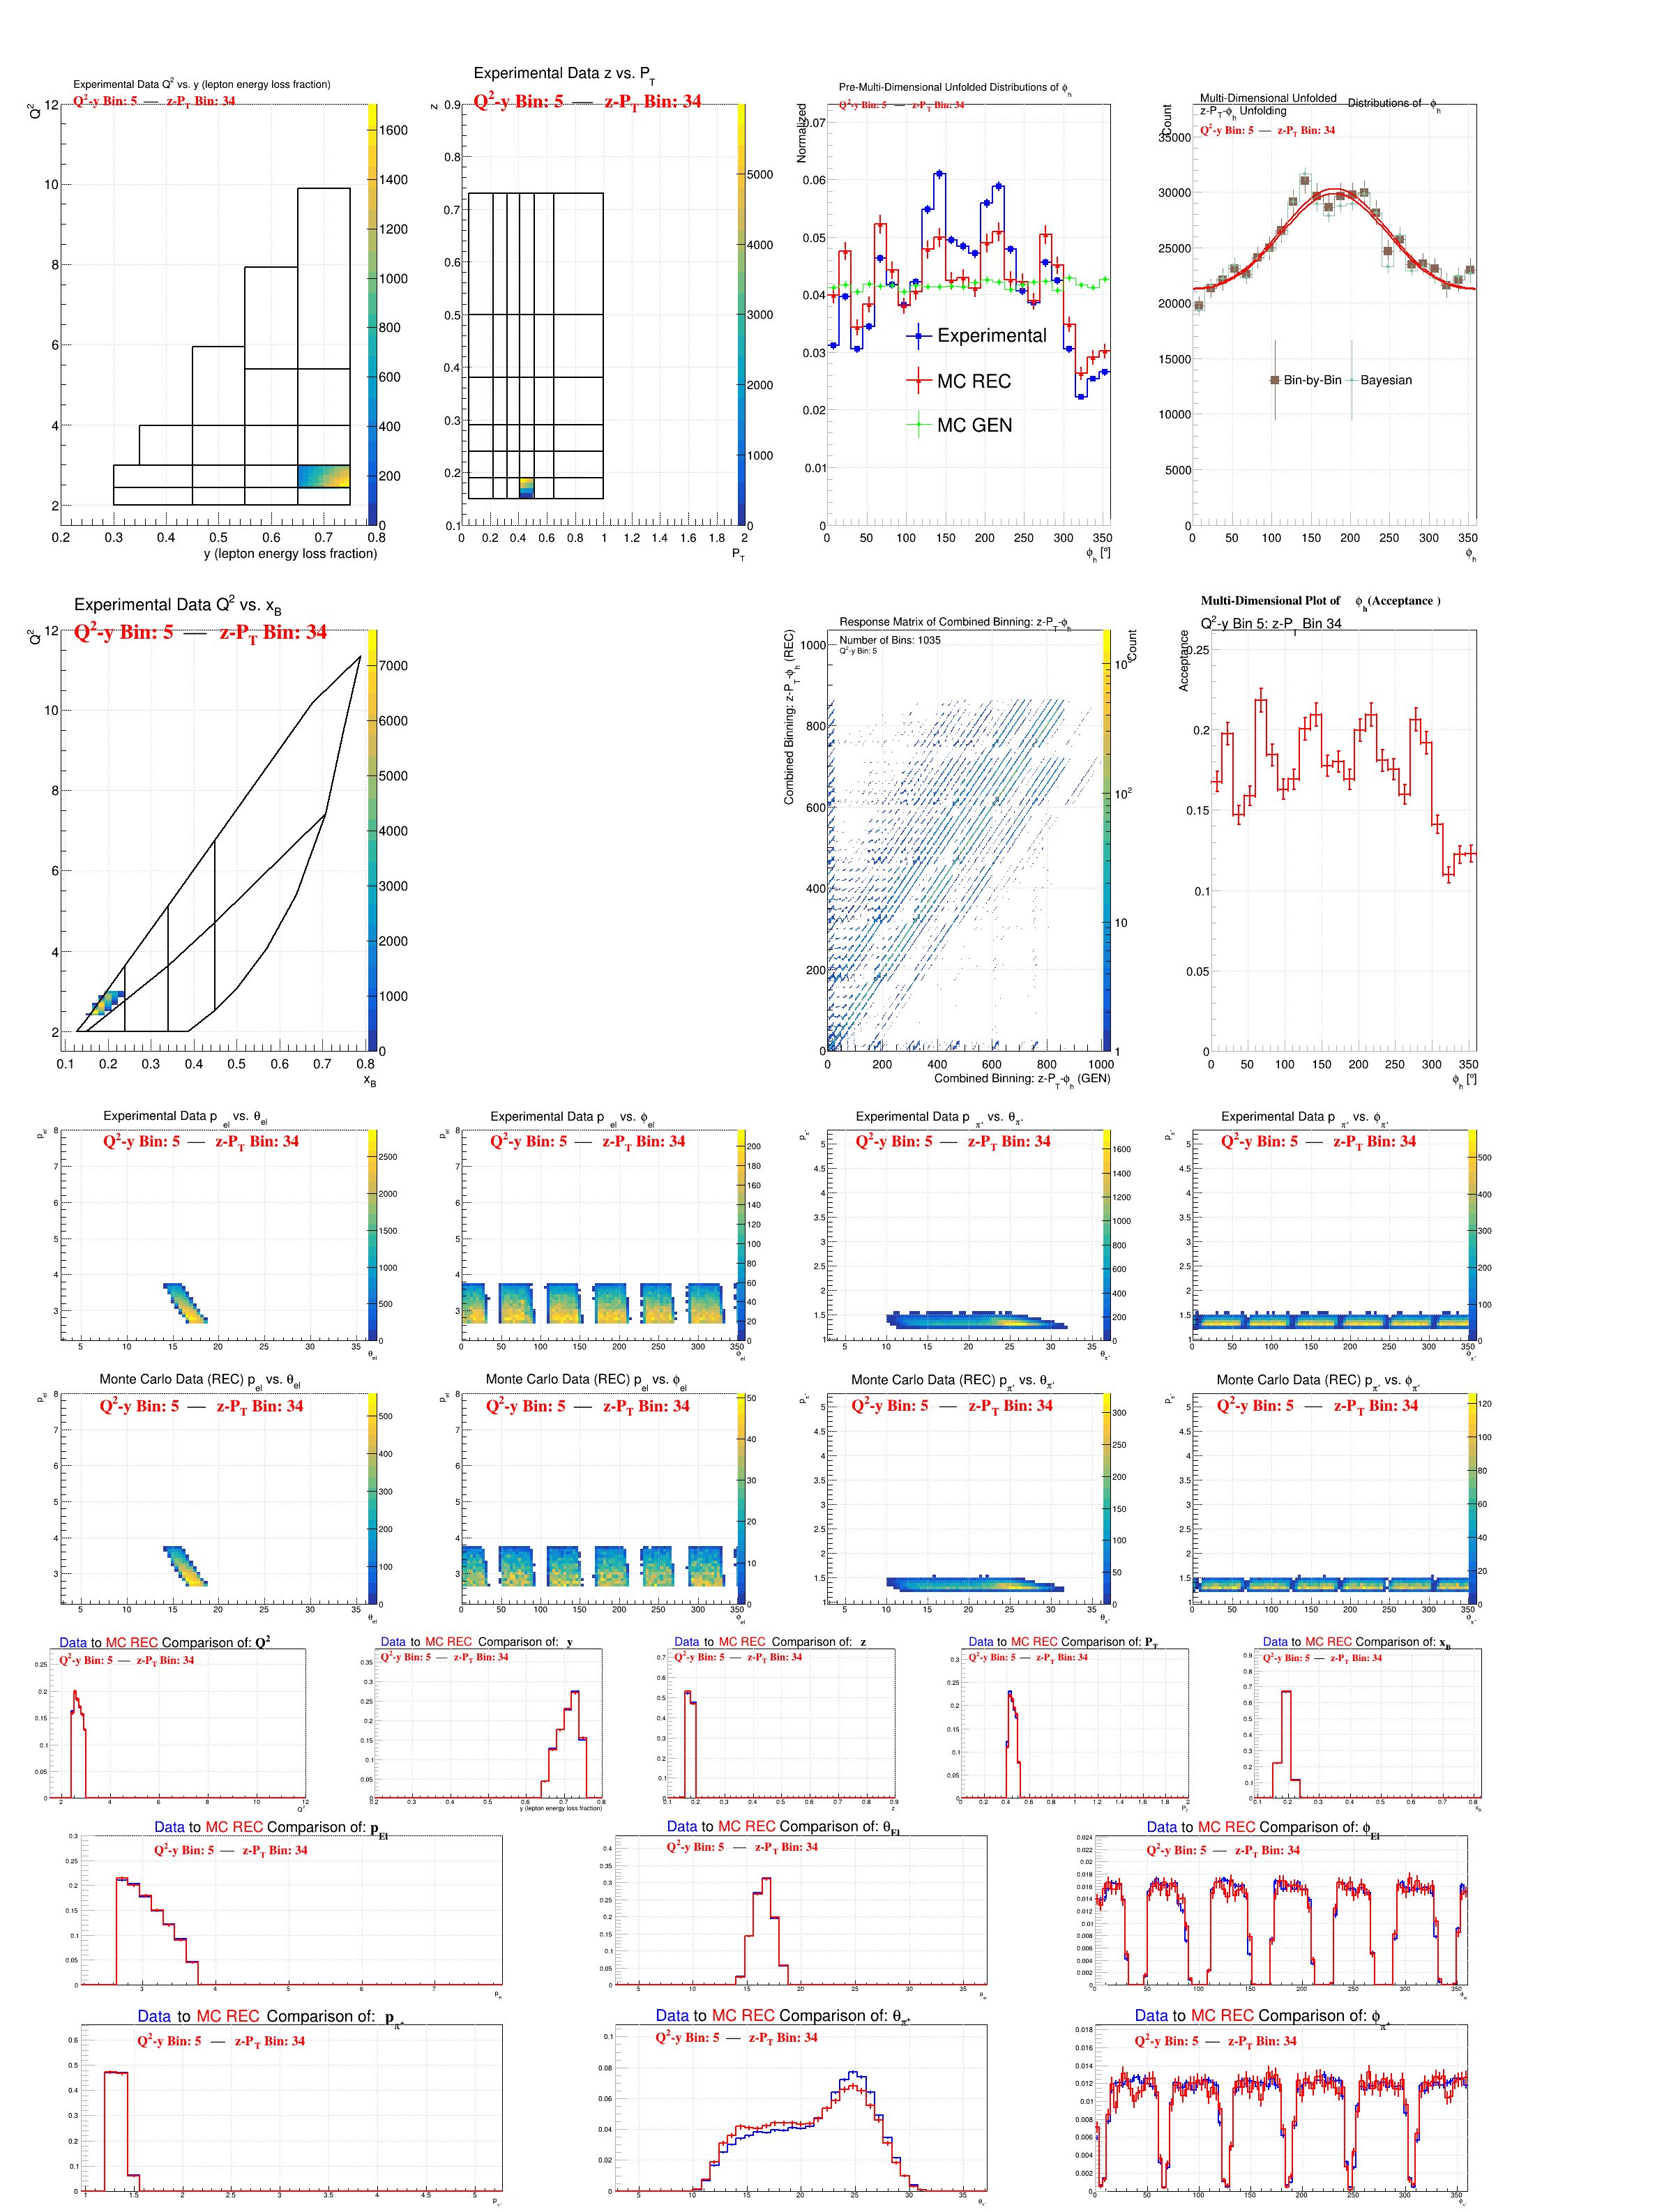 Experimental Data Q² vs. y (lepton energy loss fraction)
Q²-y Bin: 5 — z-P_T Bin: 34
Q²
y (lepton energy loss fraction)
Experimental Data z vs. P_T
Q²-y Bin: 5 — z-P_T Bin: 34
z
P_T
Pre-Multi-Dimensional Unfolded Distributions of ϕ_h
Q²-y Bin: 5 — z-P_T Bin: 34
Normalized
Experimental
MC REC
MC GEN
ϕ_h [°]
Multi-Dimensional Unfolded Distributions of ϕ_h
z-P_T-ϕ_h Unfolding
Q²-y Bin: 5 — z-P_T Bin: 34
Count
Bin-by-Bin
Bayesian
ϕ_h
Experimental Data Q² vs. x_B
Q²-y Bin: 5 — z-P_T Bin: 34
Q²
x_B
Response Matrix of Combined Binning: z-P_T-ϕ_h
Number of Bins: 1035
Q²-y Bin: 5
Combined Binning: z-P_T-ϕ_h (REC)
Count
Combined Binning: z-P_T-ϕ_h (GEN)
Multi-Dimensional Plot of ϕ_h (Acceptance )
Q²-y Bin 5: z-P_T Bin 34
Acceptance
ϕ_h [°]
Experimental Data p_el vs. θ_el
Q²-y Bin: 5 — z-P_T Bin: 34
Experimental Data p_el vs. ϕ_el
Q²-y Bin: 5 — z-P_T Bin: 34
Experimental Data p_π⁺ vs. θ_π⁺
Q²-y Bin: 5 — z-P_T Bin: 34
Experimental Data p_π⁺ vs. ϕ_π⁺
Q²-y Bin: 5 — z-P_T Bin: 34
Monte Carlo Data (REC) p_el vs. θ_el
Q²-y Bin: 5 — z-P_T Bin: 34
Monte Carlo Data (REC) p_el vs. ϕ_el
Q²-y Bin: 5 — z-P_T Bin: 34
Monte Carlo Data (REC) p_π⁺ vs. θ_π⁺
Q²-y Bin: 5 — z-P_T Bin: 34
Monte Carlo Data (REC) p_π⁺ vs. ϕ_π⁺
Q²-y Bin: 5 — z-P_T Bin: 34
Data to MC REC Comparison of: Q²
Q²-y Bin: 5 — z-P_T Bin: 34
Data to MC REC Comparison of: y
Q²-y Bin: 5 — z-P_T Bin: 34
y (lepton energy loss fraction)
Data to MC REC Comparison of: z
Q²-y Bin: 5 — z-P_T Bin: 34
Data to MC REC Comparison of: P_T
Q²-y Bin: 5 — z-P_T Bin: 34
Data to MC REC Comparison of: x_B
Q²-y Bin: 5 — z-P_T Bin: 34
Data to MC REC Comparison of: p_El
Q²-y Bin: 5 — z-P_T Bin: 34
Data to MC REC Comparison of: θ_El
Q²-y Bin: 5 — z-P_T Bin: 34
Data to MC REC Comparison of: ϕ_El
Q²-y Bin: 5 — z-P_T Bin: 34
Data to MC REC Comparison of: p_π⁺
Q²-y Bin: 5 — z-P_T Bin: 34
Data to MC REC Comparison of: θ_π⁺
Q²-y Bin: 5 — z-P_T Bin: 34
Data to MC REC Comparison of: ϕ_π⁺
Q²-y Bin: 5 — z-P_T Bin: 34